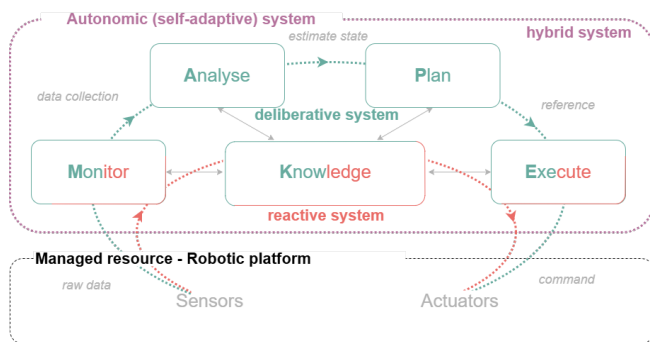 Autonomic (self-adaptive) system
estimate state
hybrid system
Analyse
Plan
data collection
deliberative system
reference
Monitor
Knowledge
Execute
reactive system
Managed resource - Robotic platform
raw data
Sensors
Actuators
command